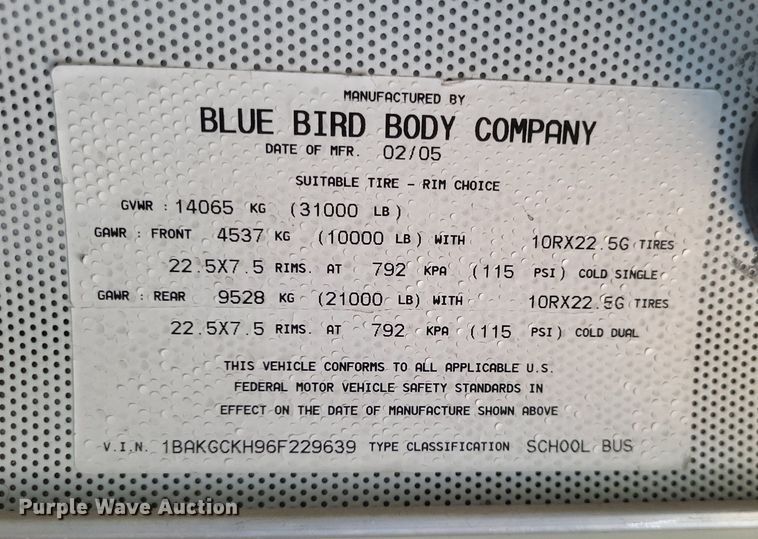 MANUFACTURED BY
BLUE BIRD BODY COMPANY
DATE OF MFR. 02/05
SUITABLE TIRE - RIM CHOICE
GVWR : 14065 KG (31000 LB)
GAWR : FRONT 4537 KG (10000 LB) WITH 10RX22.5G TIRES
22.5X7.5 RIMS. AT 792 KPA (115 PSI) COLD SINGLE
GAWR : REAR 9528 KG (21000 LB) WITH 10RX22.5G TIRES
22.5X7.5 RIMS. AT 792 KPA (115 PSI) COLD DUAL
THIS VEHICLE CONFORMS TO ALL APPLICABLE U.S.
FEDERAL MOTOR VEHICLE SAFETY STANDARDS IN
EFFECT ON THE DATE OF MANUFACTURE SHOWN ABOVE
V.I.N. 1BAKGCKH96F229639 TYPE CLASSIFICATION SCHOOL BUS
Purple Wave Auction